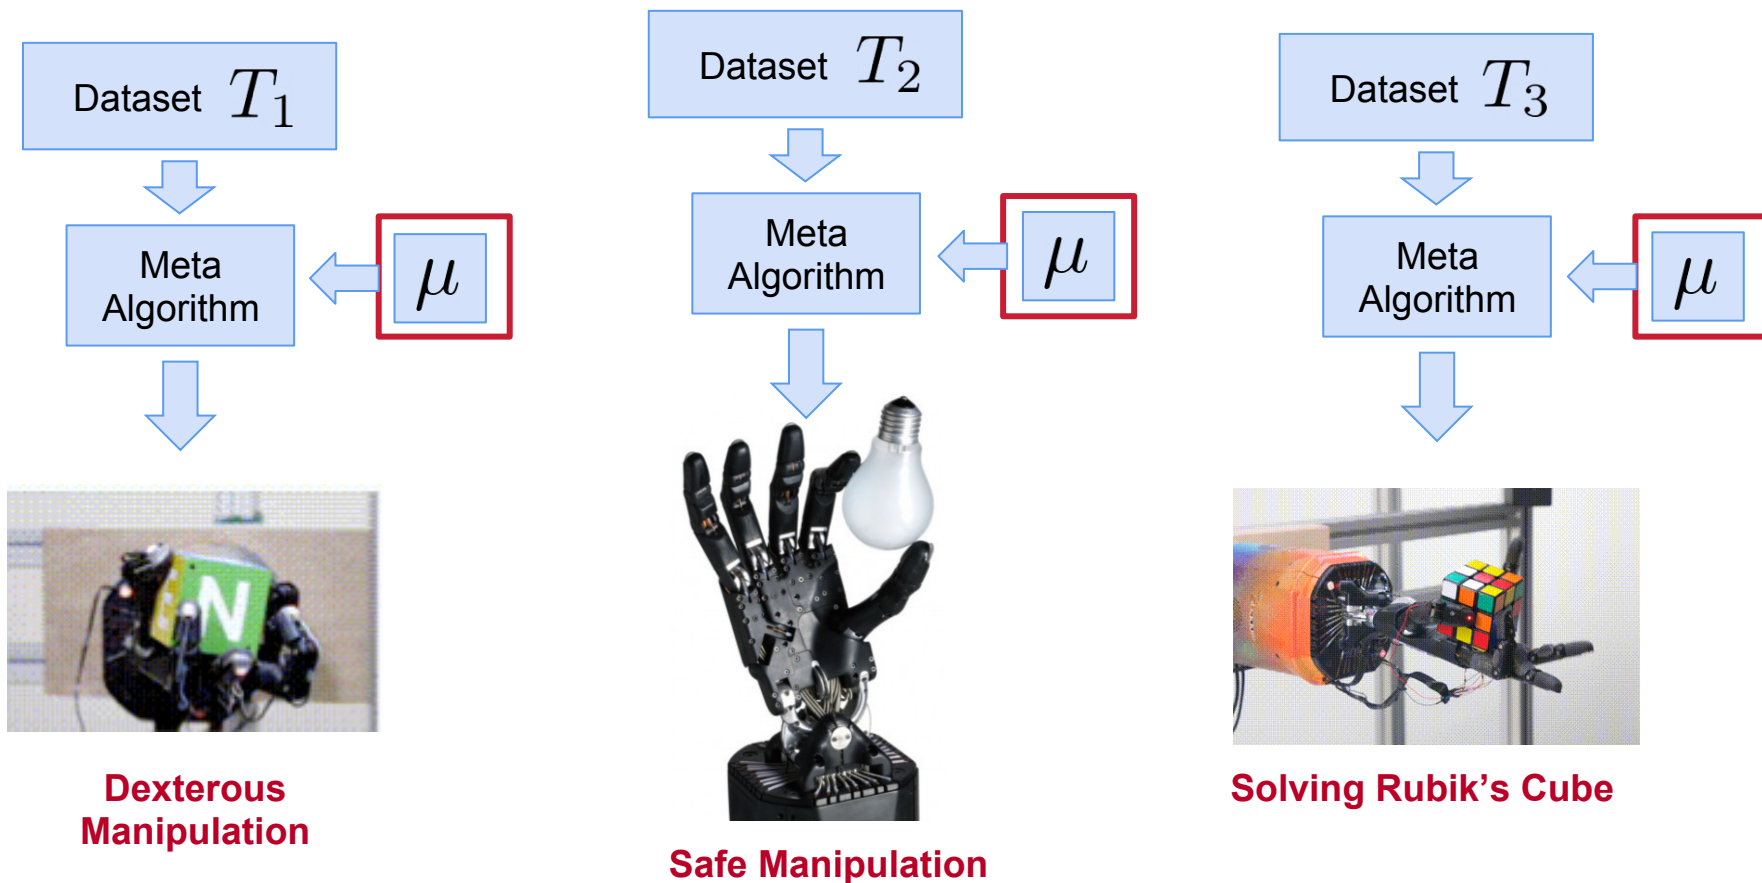 Dataset T₁
Meta
Algorithm
μ
N
Dexterous
Manipulation
Dataset T₂
Meta
Algorithm
μ
Safe Manipulation
Dataset T₃
Meta
Algorithm
μ
Solving Rubik's Cube